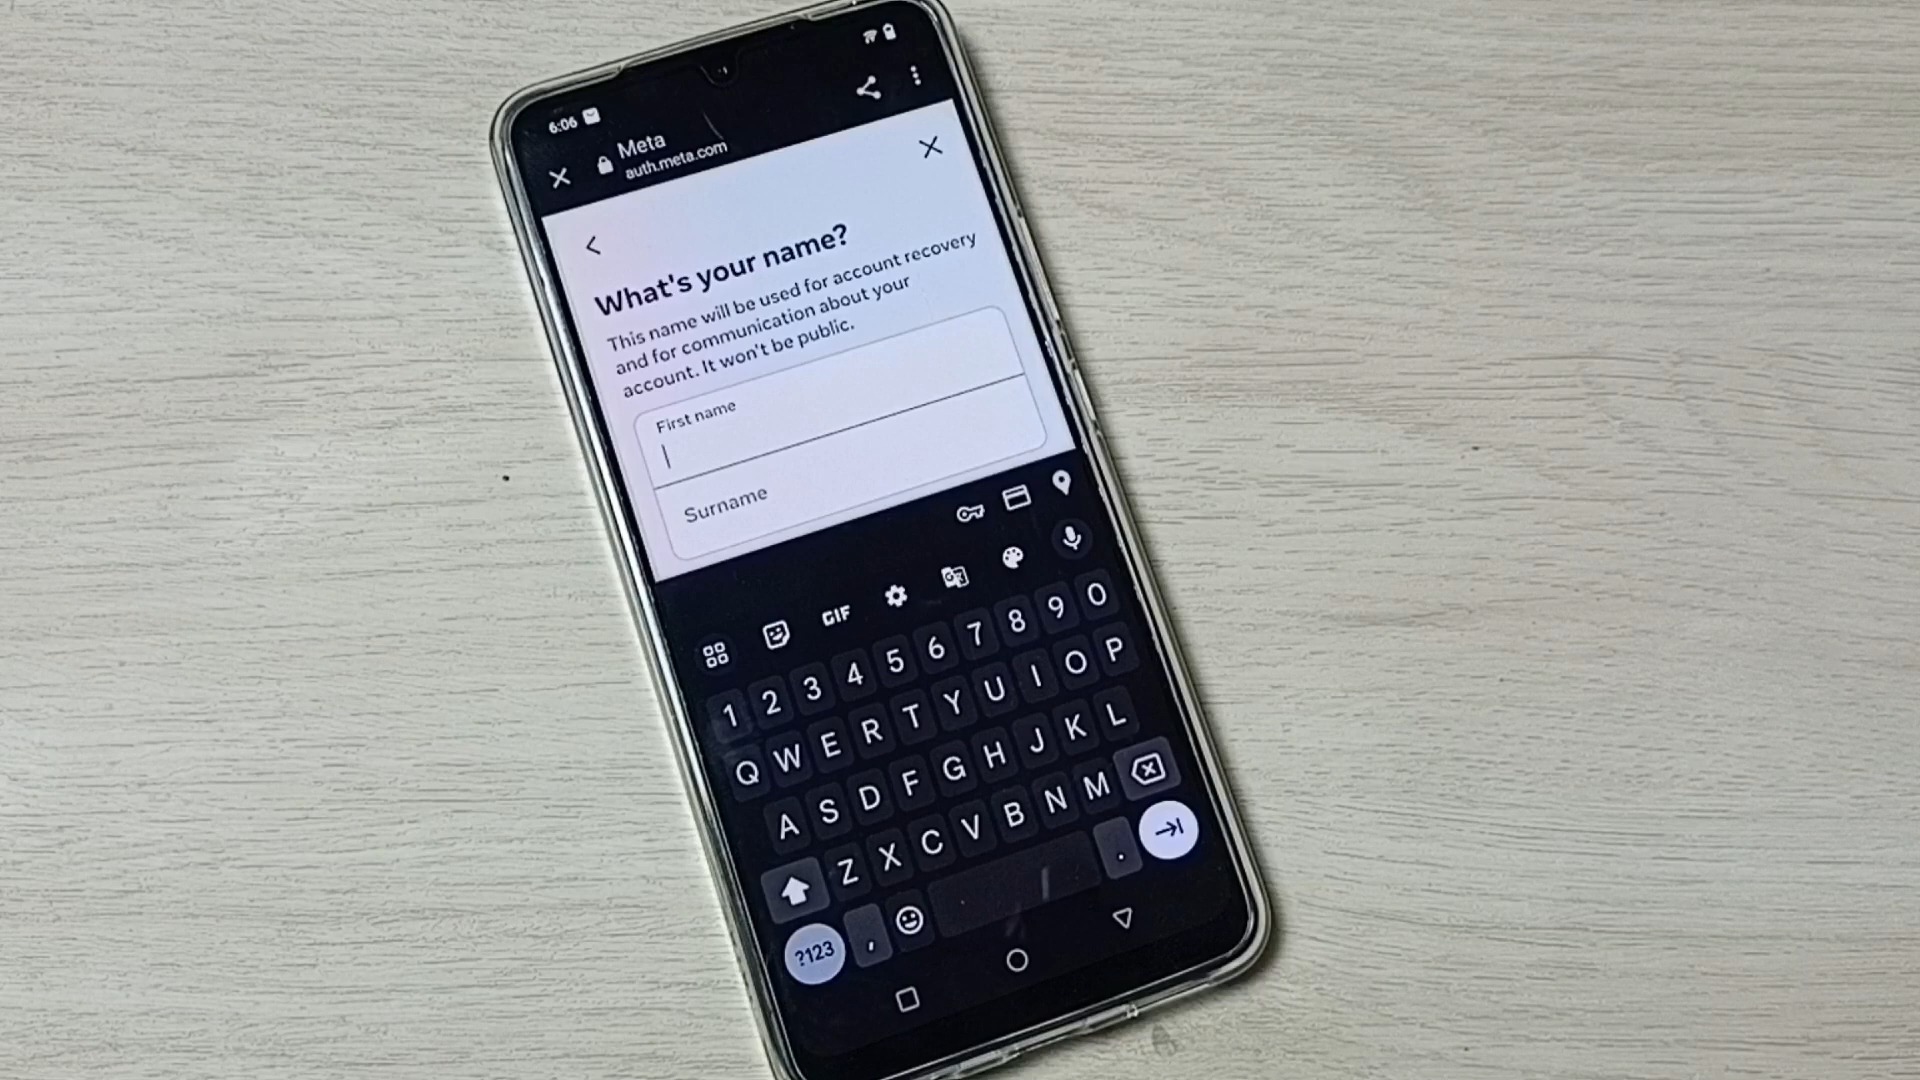 6:06
Meta
auth.meta.com
What's your name?
This name will be used for account recovery
and for communication about your
account. It won't be public.
First name
Surname
GIF
1 2 3 4 5 6 7 8 9 0
Q W E R T Y U I O P
A S D F G H J K L
Z X C V B N M
?123 , .